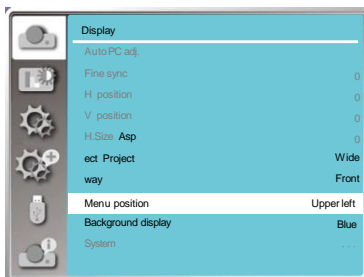 Display
Auto PC adj.
Fine sync 0
H position 0
V position 0
H.Size Asp 0
ect Project Wide
way Front
Menu position Upper left
Background display Blue
System ...